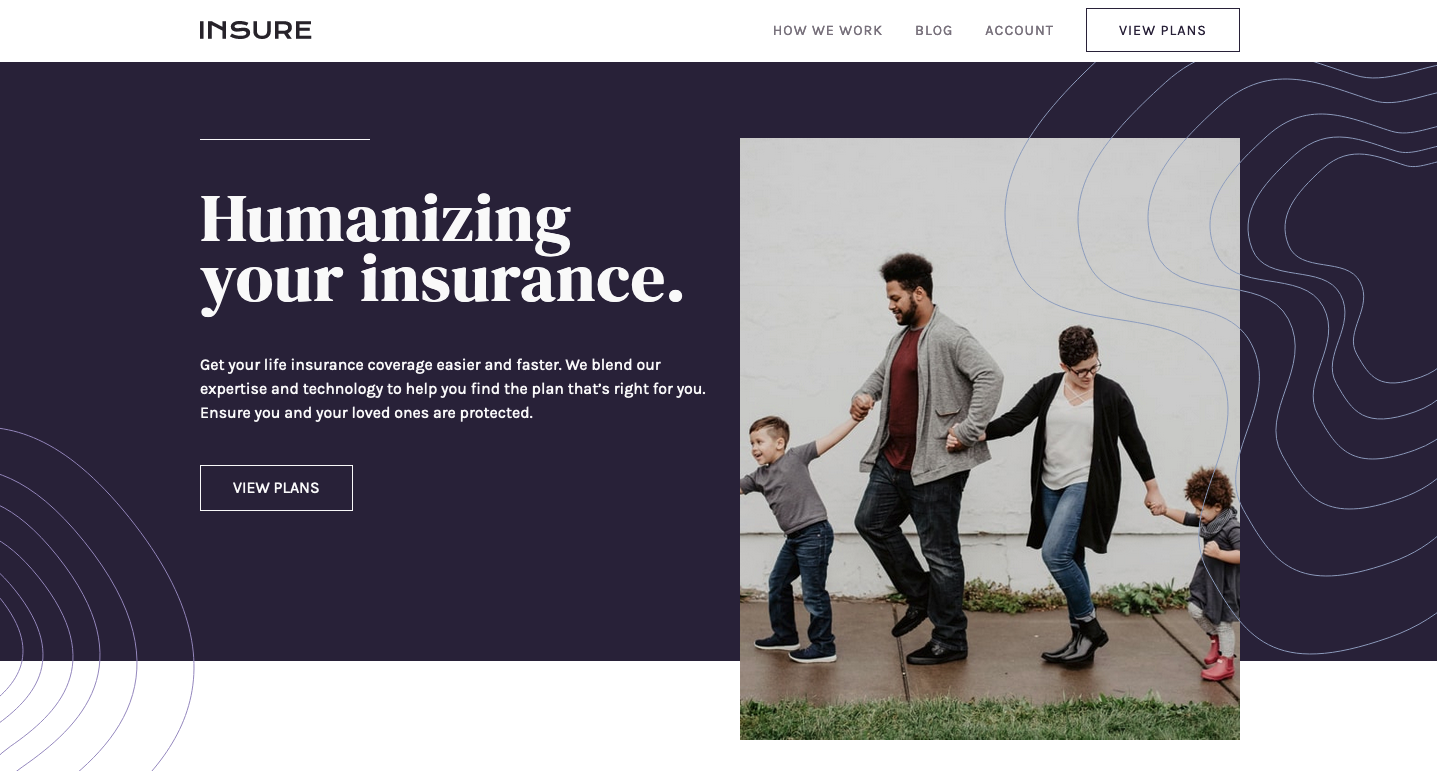 INSURE
HOW WE WORK
BLOG
ACCOUNT
VIEW PLANS
Humanizing
your insurance.
Get your life insurance coverage easier and faster. We blend our
expertise and technology to help you find the plan that's right for you.
Ensure you and your loved ones are protected.
VIEW PLANS